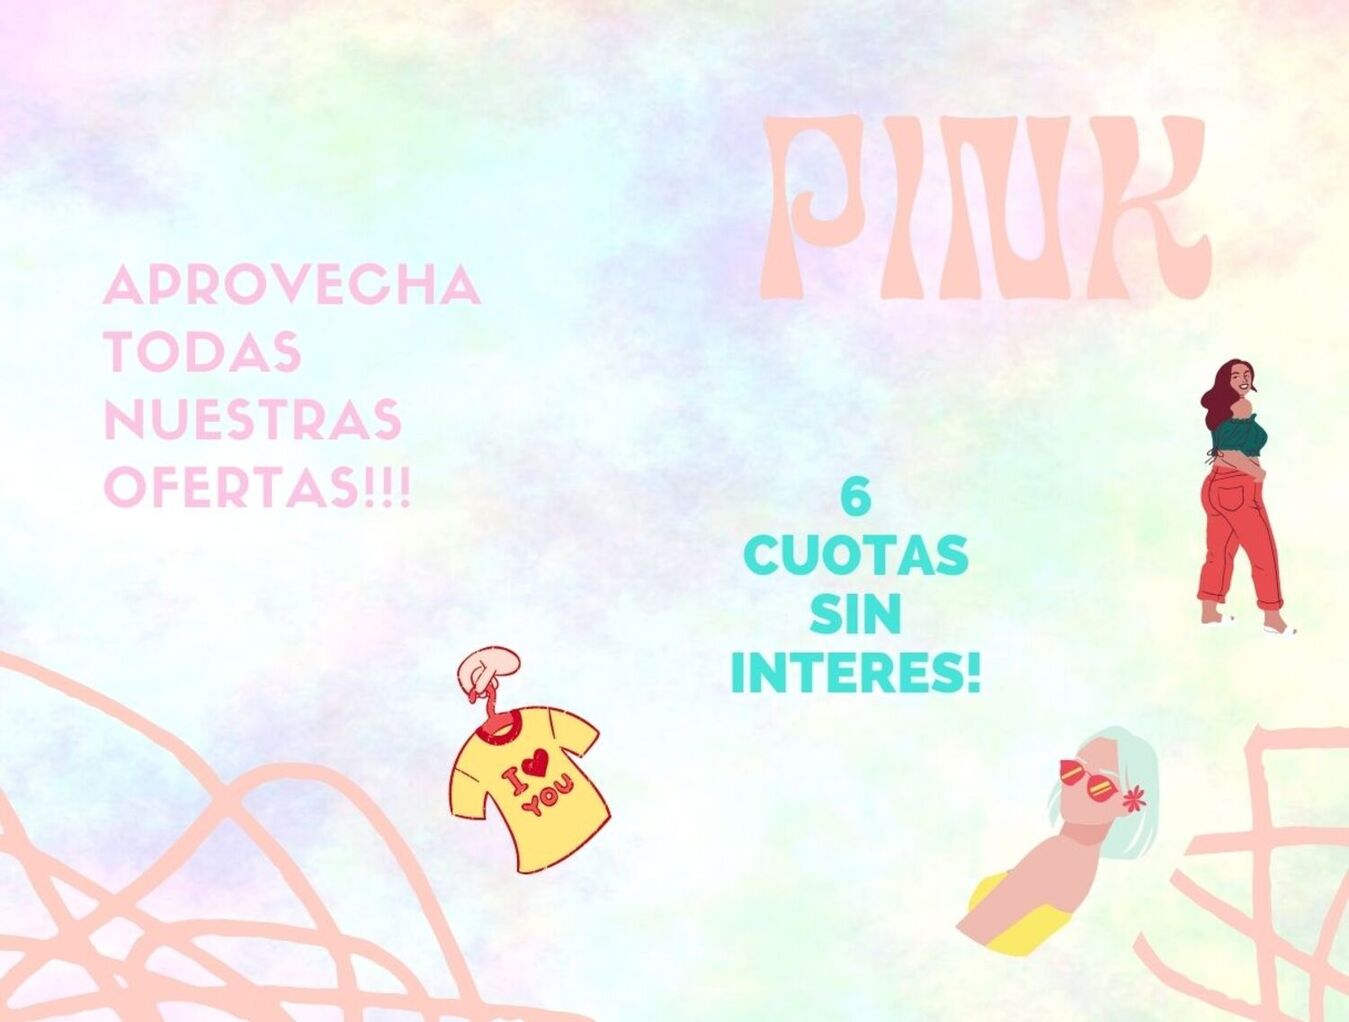 PINK
APROVECHA
TODAS
NUESTRAS
OFERTAS!!!
6
CUOTAS
SIN
INTERES!
I
YOU